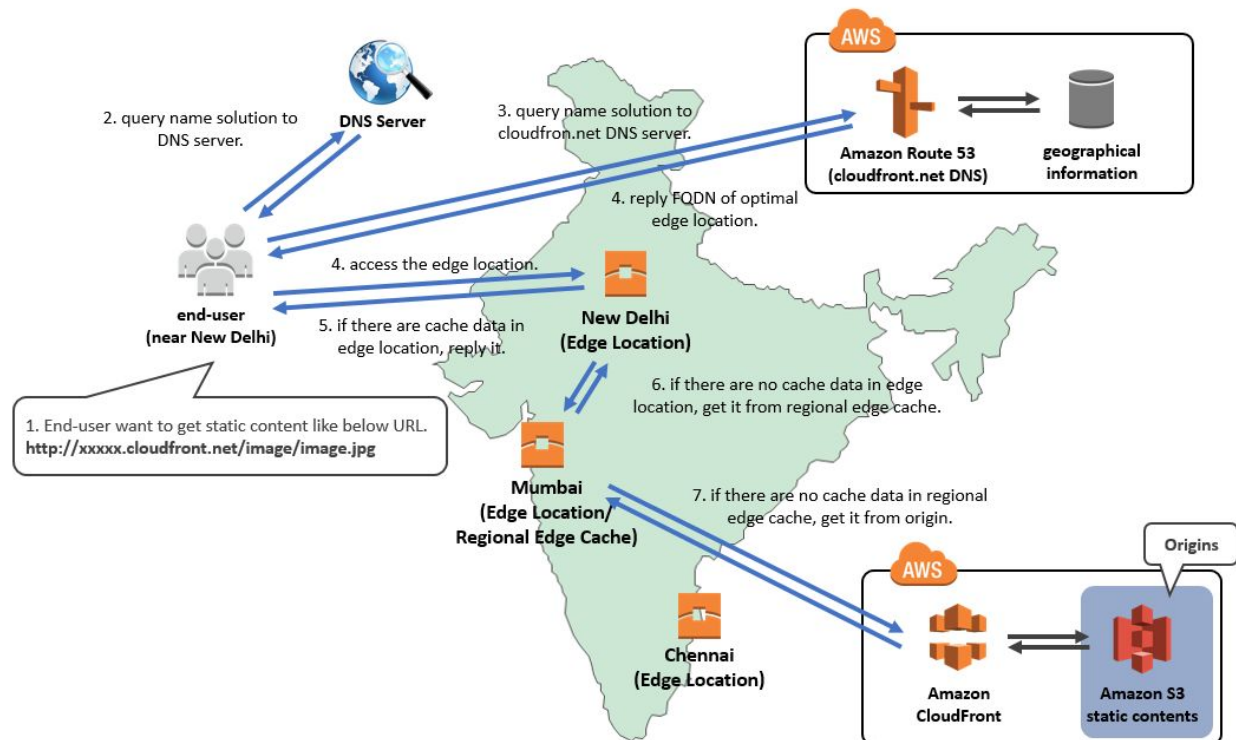 AWS
2. query name solution to
DNS server.
DNS Server
3. query name solution to
cloudfron.net DNS server.
Amazon Route 53
(cloudfront.net DNS)
geographical
information
4. reply FQDN of optimal
edge location.
4. access the edge location.
end-user
(near New Delhi)
5. if there are cache data in
edge location, reply it.
New Delhi
(Edge Location)
6. if there are no cache data in edge
location, get it from regional edge cache.
1. End-user want to get static content like below URL.
http://xxxxx.cloudfront.net/image/image.jpg
Mumbai
(Edge Location/
Regional Edge Cache)
7. if there are no cache data in regional
edge cache, get it from origin.
Origins
AWS
Chennai
(Edge Location)
Amazon
CloudFront
Amazon S3
static contents